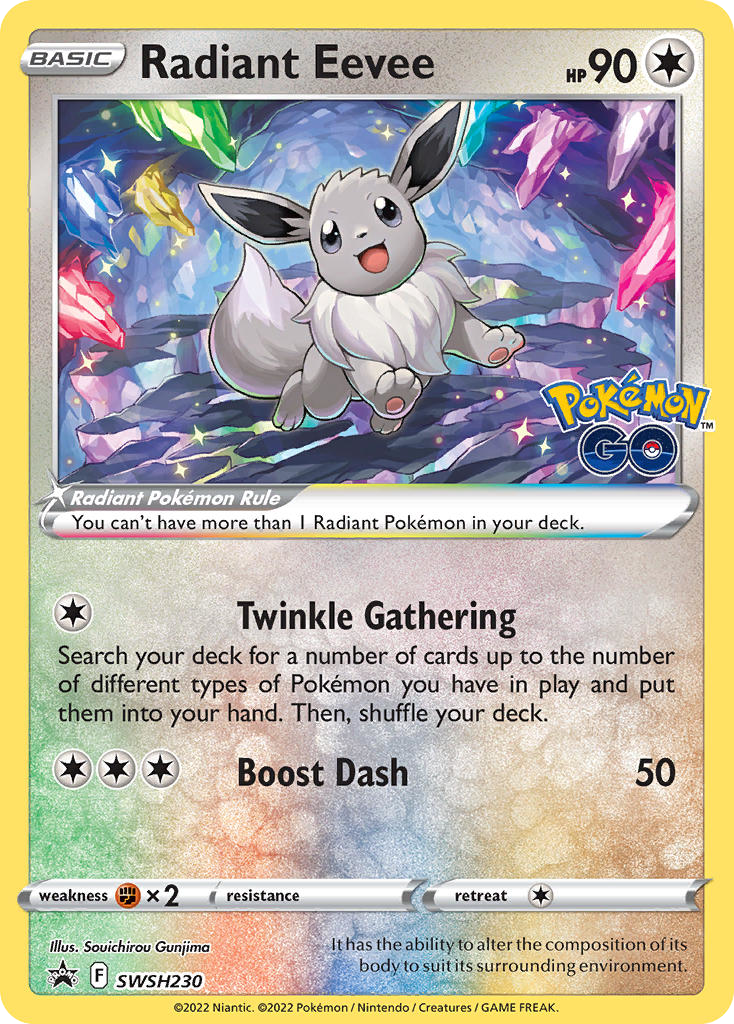 BASIC
Radiant Eevee
HP 90
POKÉMON
GO
TM
Radiant Pokémon Rule
You can't have more than 1 Radiant Pokémon in your deck.
Twinkle Gathering
Search your deck for a number of cards up to the number
of different types of Pokémon you have in play and put
them into your hand. Then, shuffle your deck.
Boost Dash 50
weakness ×2 resistance retreat
Illus. Souichirou Gunjima
It has the ability to alter the composition of its
body to suit its surrounding environment.
F SWSH230
©2022 Niantic. ©2022 Pokémon / Nintendo / Creatures / GAME FREAK.